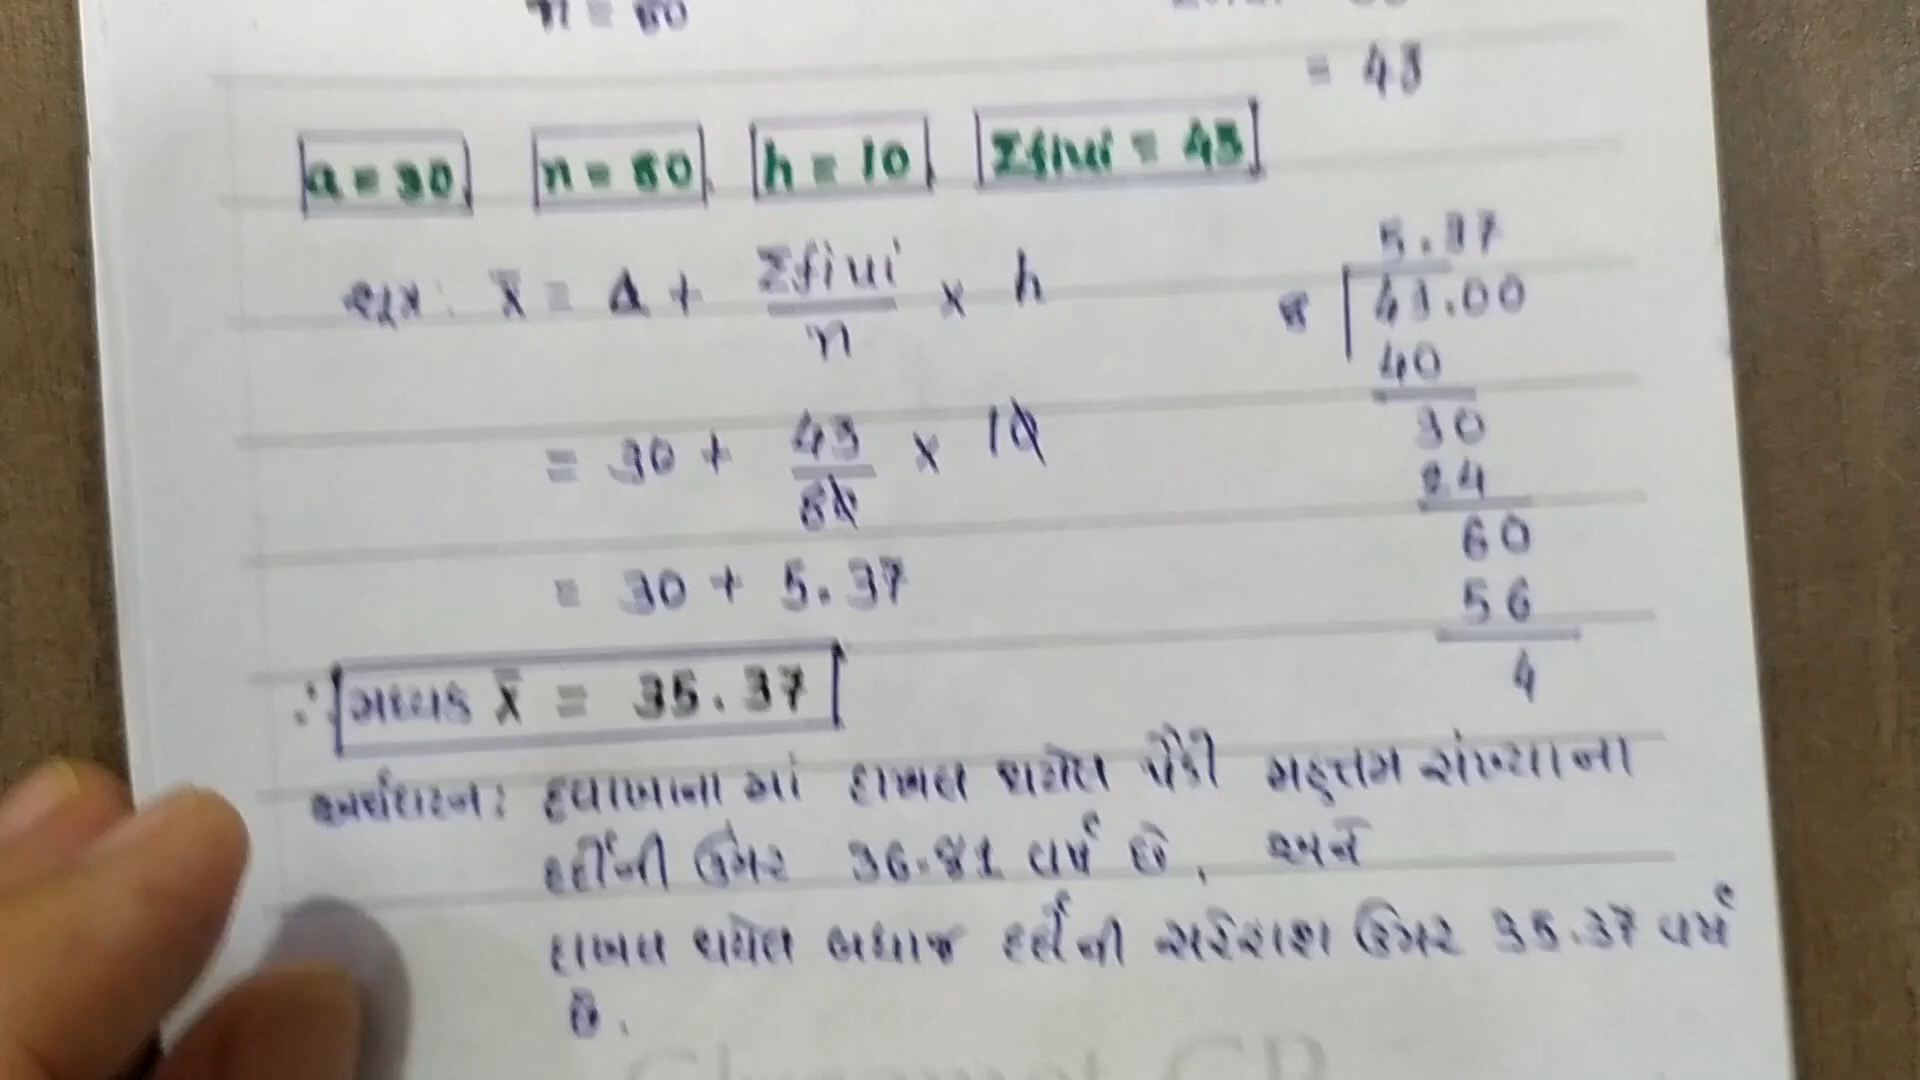 n = 80
= 43
a = 30 n = 80 h = 10 Σfiui = 43
સૂત્ર: x̄ = A + Σfiui / n × h
= 30 + 43 / 80 × 10
= 30 + 5.37
∴ મધ્યક x̄ = 35.37
5.37
8 43.00
40
30
24
60
56
4
અર્થઘટન: દવાખાના માં દાખલ થયેલ પૈકી મહત્તમ સંખ્યાના
દર્દીની ઉંમર 36.81 વર્ષ છે. અને
દાખલ થયેલ બધાજ દર્દીની સરેરાશ ઉંમર 35.37 વર્ષ
છે.